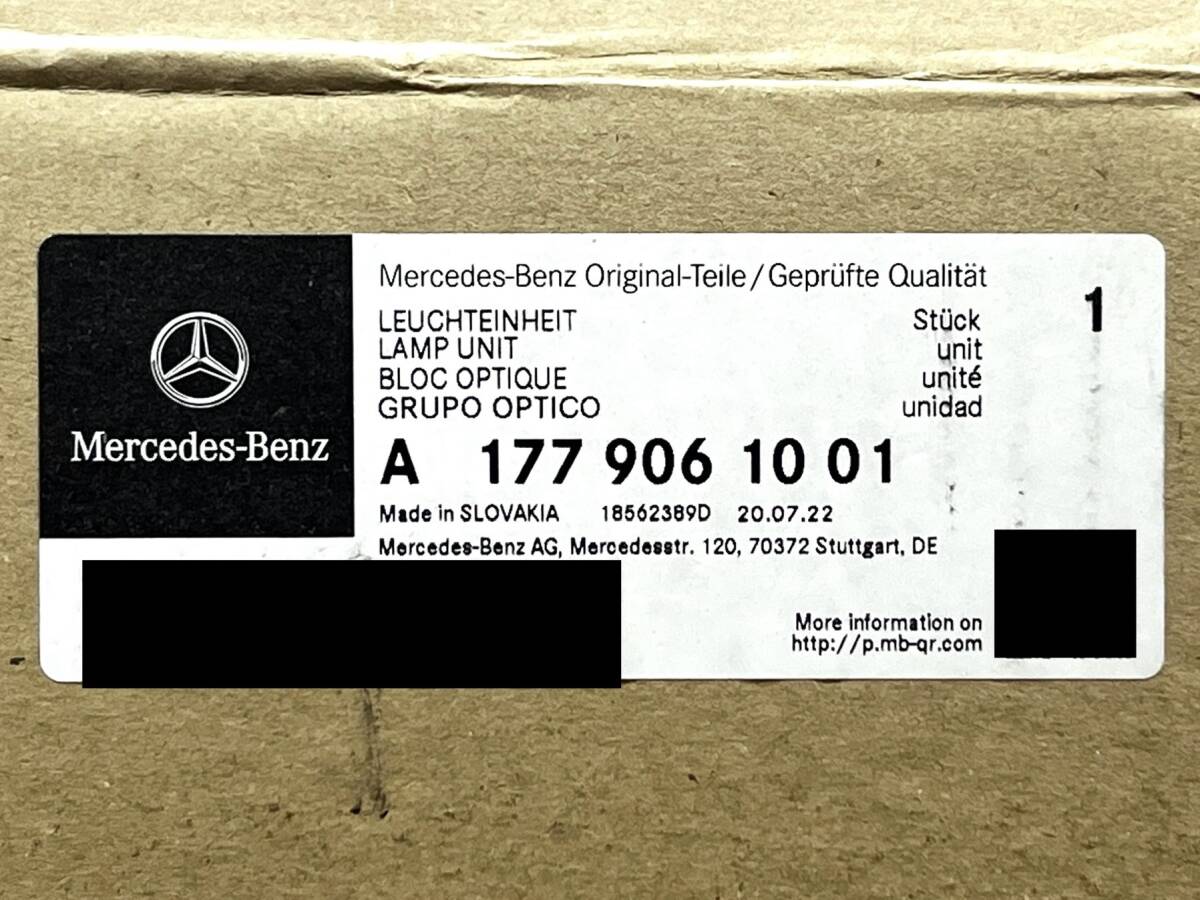 Mercedes-Benz
Mercedes-Benz Original-Teile/Geprüfte Qualität
LEUCHTEINHEIT Stück 1
LAMP UNIT unit
BLOC OPTIQUE unité
GRUPO OPTICO unidad
A 177 906 10 01
Made in SLOVAKIA 18562389D 20.07.22
Mercedes-Benz AG, Mercedesstr. 120, 70372 Stuttgart, DE
More information on
http://p.mb-qr.com